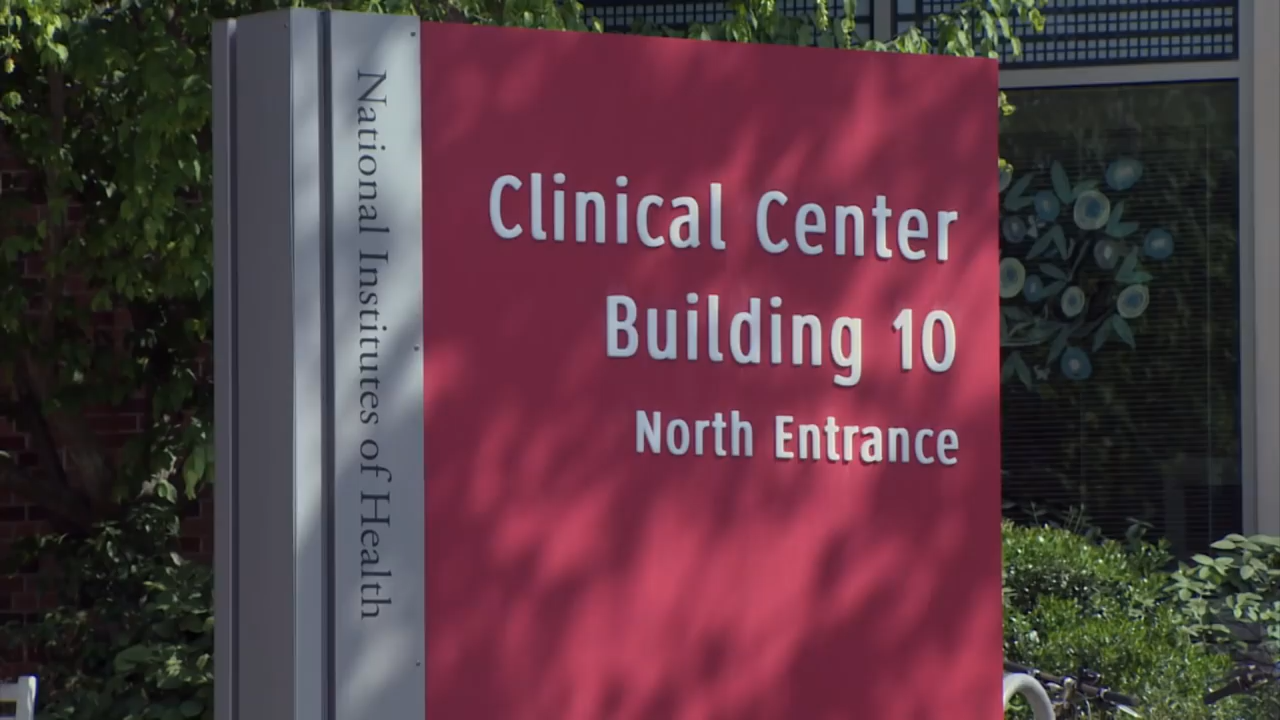 National Institutes of Health
Clinical Center
Building 10
North Entrance